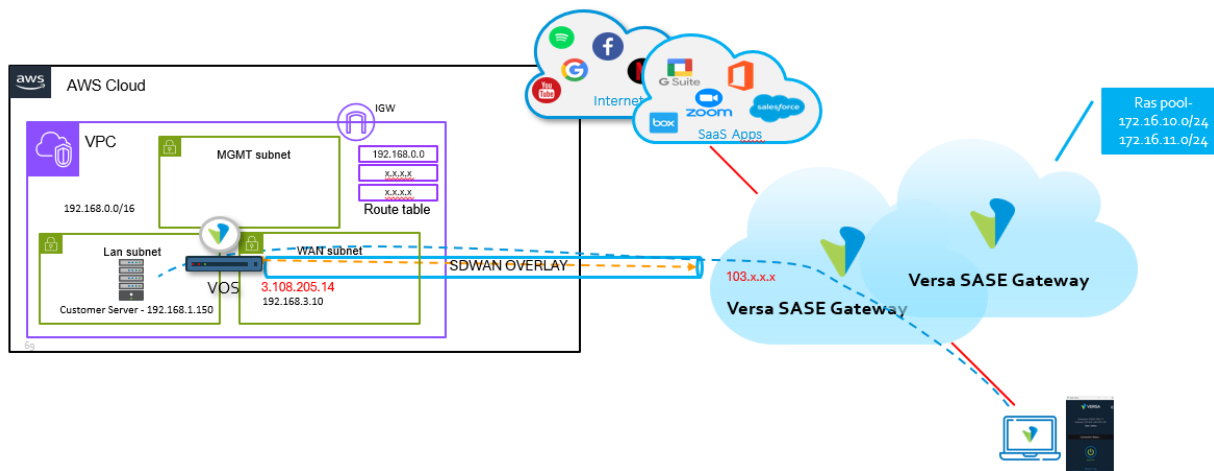 aws
AWS Cloud
VPC
192.168.0.0/16
MGMT subnet
IGW
192.168.0.0
x.x.x.x
x.x.x.x
Route table
Lan subnet
Customer Server - 192.168.1.150
VOS
WAN subnet
3.108.205.14
192.168.3.10
SDWAN OVERLAY
You
Tube
Internet
G Suite
zoom
box
salesforce
SaaS Apps
103.x.x.x
Versa SASE Gateway
Versa SASE Gateway
Ras pool-
172.16.10.0/24
172.16.11.0/24
VERSA